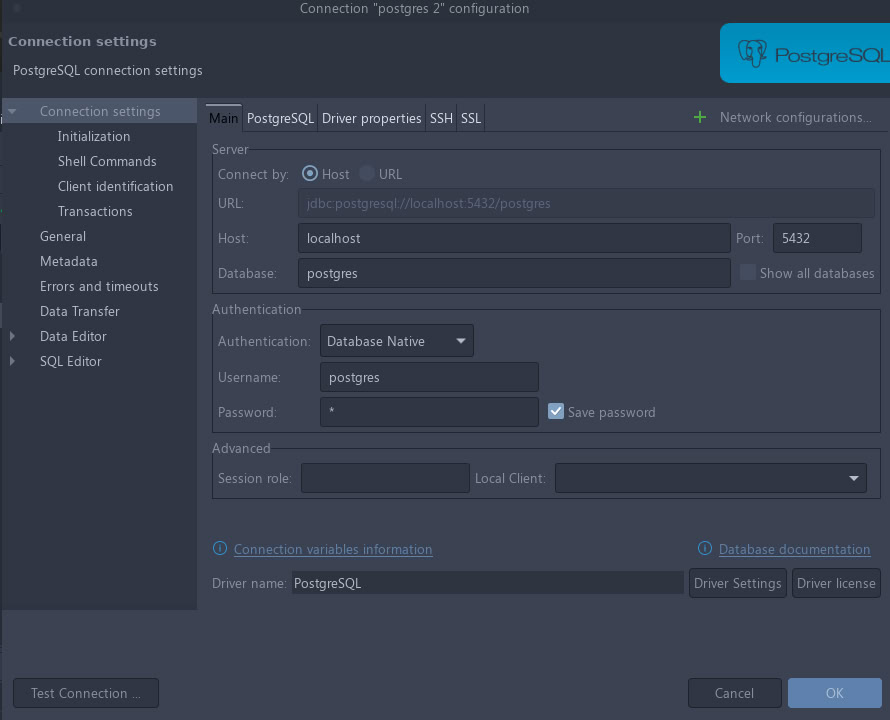 Connection "postgres 2" configuration
Connection settings
PostgreSQL connection settings
PostgreSQL
Connection settings
Initialization
Shell Commands
Client identification
Transactions
General
Metadata
Errors and timeouts
Data Transfer
Data Editor
SQL Editor
Main PostgreSQL Driver properties SSH SSL Network configurations...
Server
Connect by: Host URL
URL: jdbc:postgresql://localhost:5432/postgres
Host: localhost Port: 5432
Database: postgres Show all databases
Authentication
Authentication: Database Native
Username: postgres
Password: * Save password
Advanced
Session role: Local Client:
Connection variables information Database documentation
Driver name: PostgreSQL Driver Settings Driver license
Test Connection ... Cancel OK